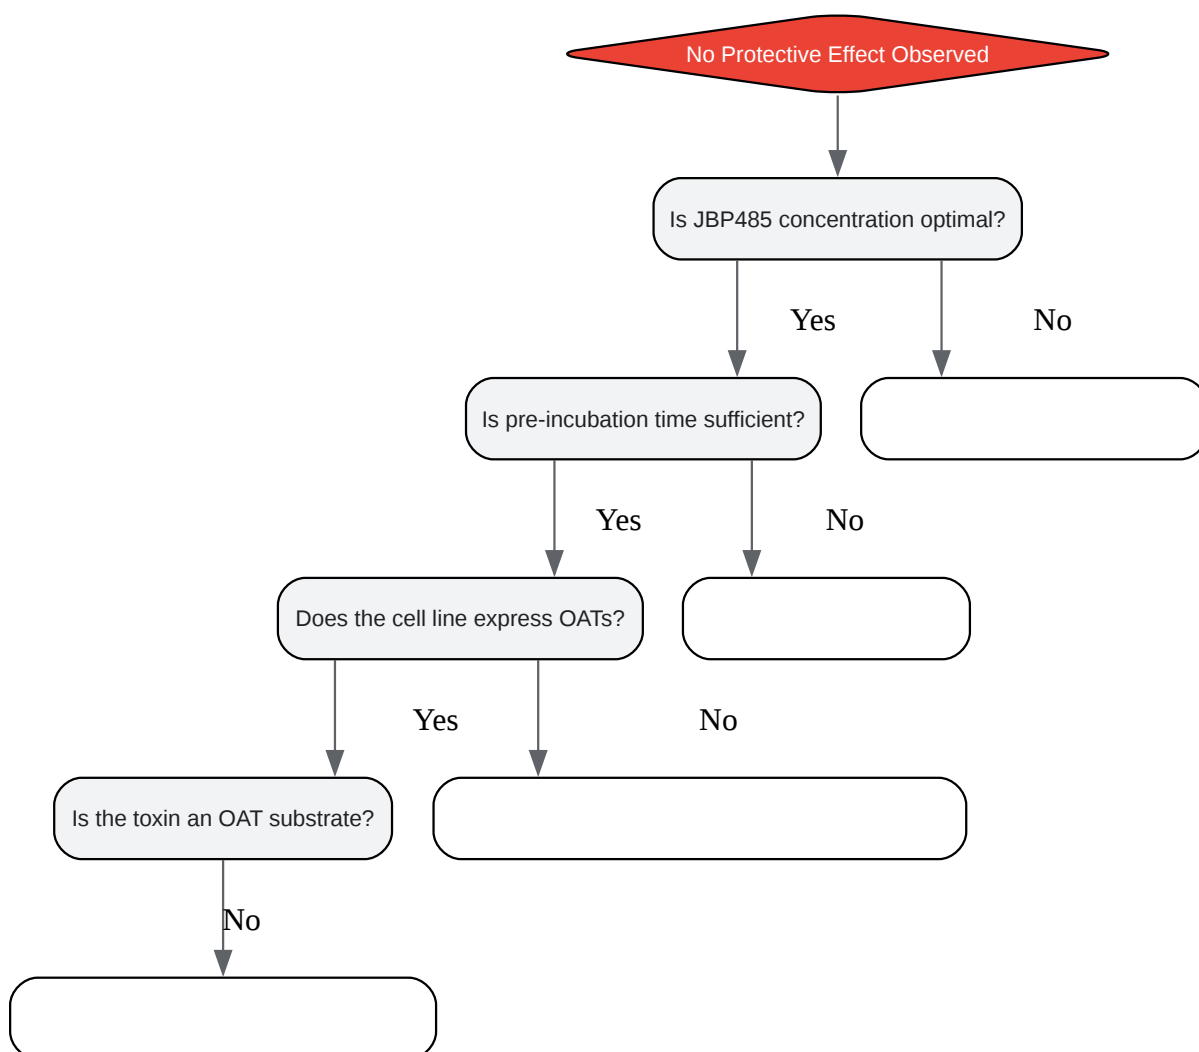 No Protective Effect Observed
Is JBP485 concentration optimal?
Yes
No
Is pre-incubation time sufficient?
Yes
No
Does the cell line express OATs?
Yes
No
Is the toxin an OAT substrate?
No